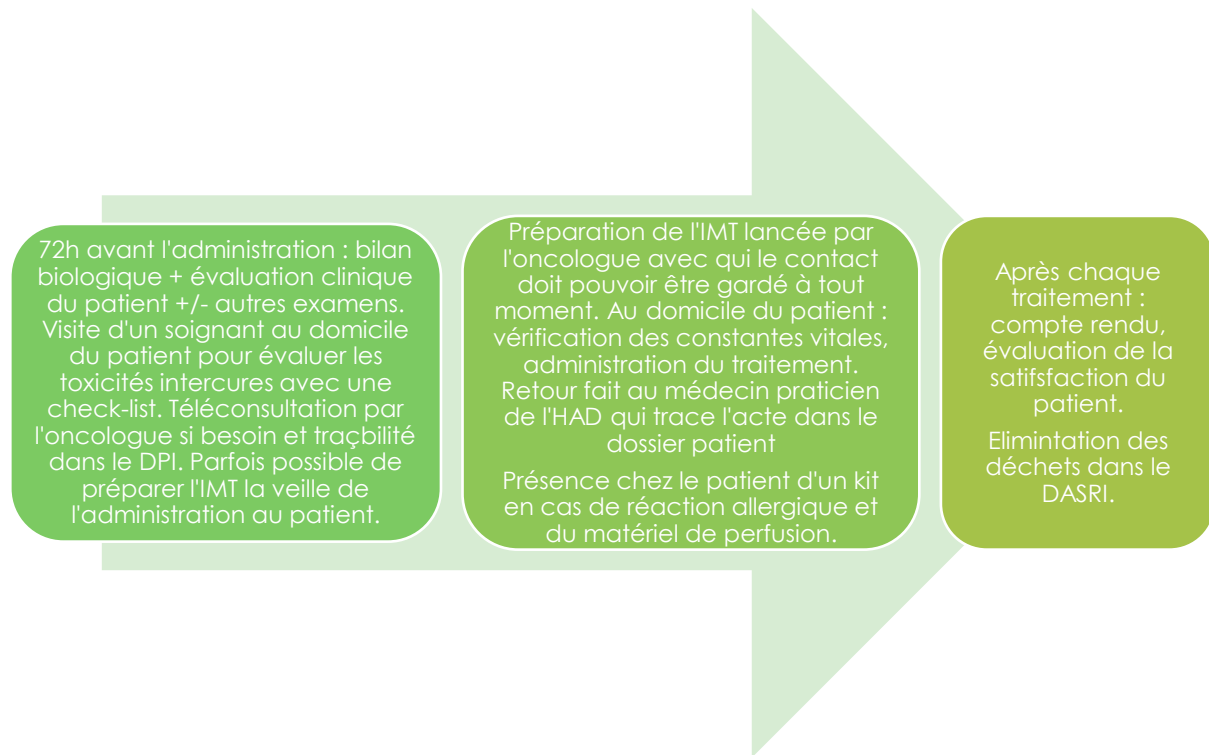 72h avant l'administration : bilan
biologique + évaluation clinique
du patient +/- autres examens.
Visite d'un soignant au domicile
du patient pour évaluer les
toxicités intercures avec une
check-list. Téléconsultation par
l'oncologue si besoin et traçbilité
dans le DPI. Parfois possible de
préparer l'IMT la veille de
l'administration au patient.
Préparation de l'IMT lancée par
l'oncologue avec qui le contact
doit pouvoir être gardé à tout
moment. Au domicile du patient :
vérification des constantes vitales,
administration du traitement.
Retour fait au médecin praticien
de l'HAD qui trace l'acte dans le
dossier patient
Présence chez le patient d'un kit
en cas de réaction allergique et
du matériel de perfusion.
Après chaque
traitement :
compte rendu,
évaluation de la
satifsfaction du
patient.
Elimintation des
déchets dans le
DASRI.